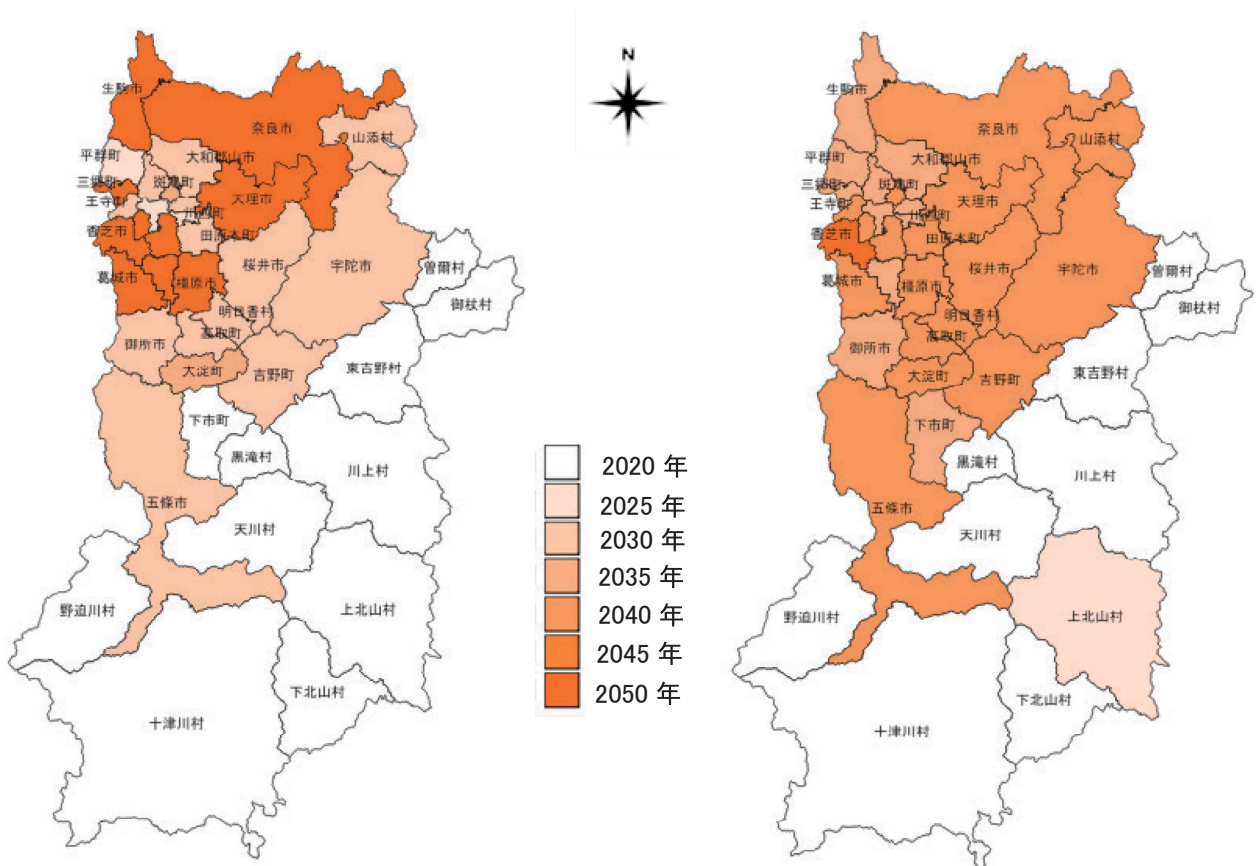 N
生駒市
奈良市
山添村
平群町
大和郡山市
三郷町
斑鳩町
王寺町
天理市
川西町
香芝市
田原本町
葛城市
橿原市
桜井市
宇陀市
曽爾村
御杖村
明日香村
高取町
御所市
大淀町
吉野町
東吉野村
下市町
黒滝村
川上村
五條市
天川村
野迫川村
上北山村
下北山村
十津川村
2020 年
2025 年
2030 年
2035 年
2040 年
2045 年
2050 年
生駒市
奈良市
山添村
平群町
大和郡山市
三郷町
斑鳩町
王寺町
天理市
川西町
香芝市
田原本町
葛城市
橿原市
桜井市
宇陀市
曽爾村
御杖村
明日香村
高取町
御所市
大淀町
吉野町
東吉野村
下市町
黒滝村
川上村
五條市
天川村
野迫川村
上北山村
下北山村
十津川村